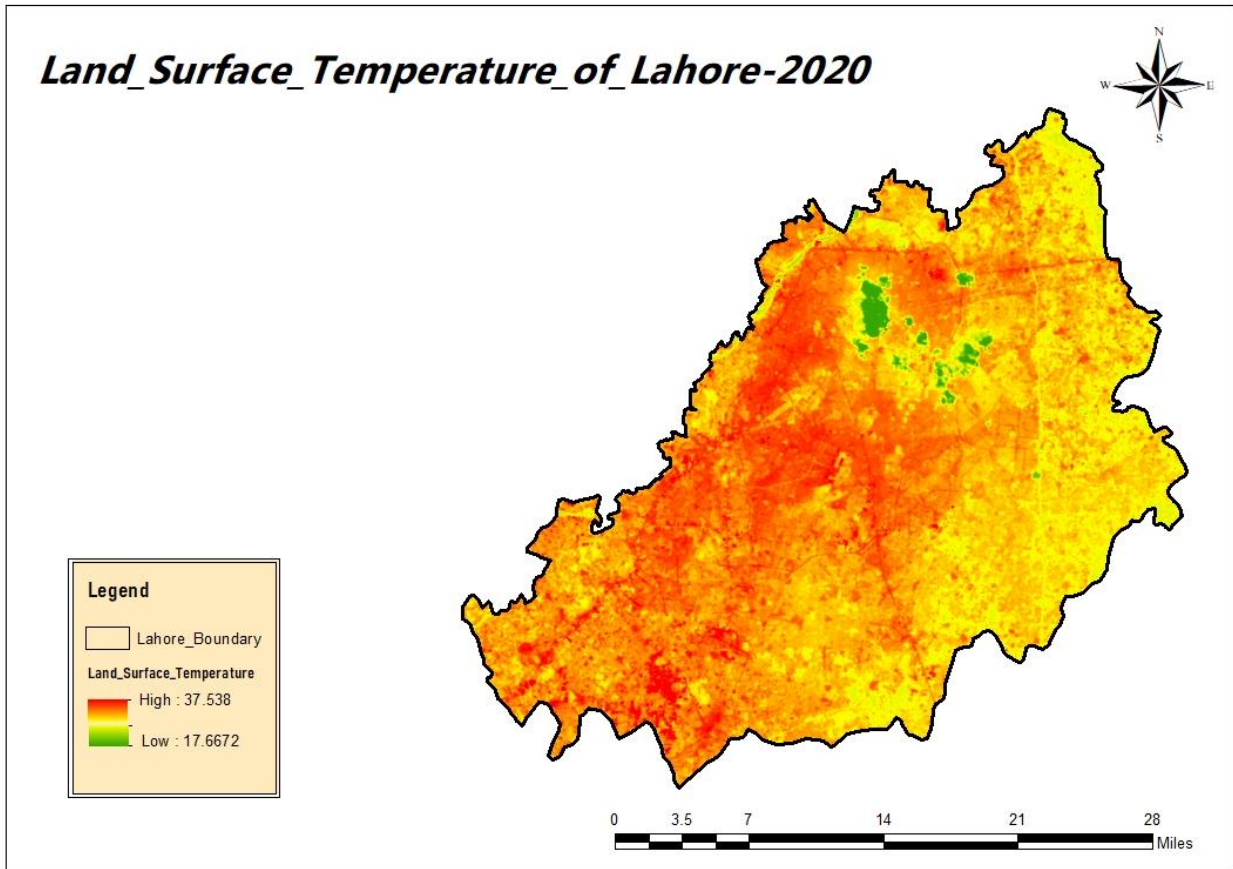 Land_Surface_Temperature_of_Lahore-2020
N
W E
S
Legend
Lahore_Boundary
Land_Surface_Temperature
High : 37.538
Low : 17.6672
0 3.5 7 14 21 28
Miles